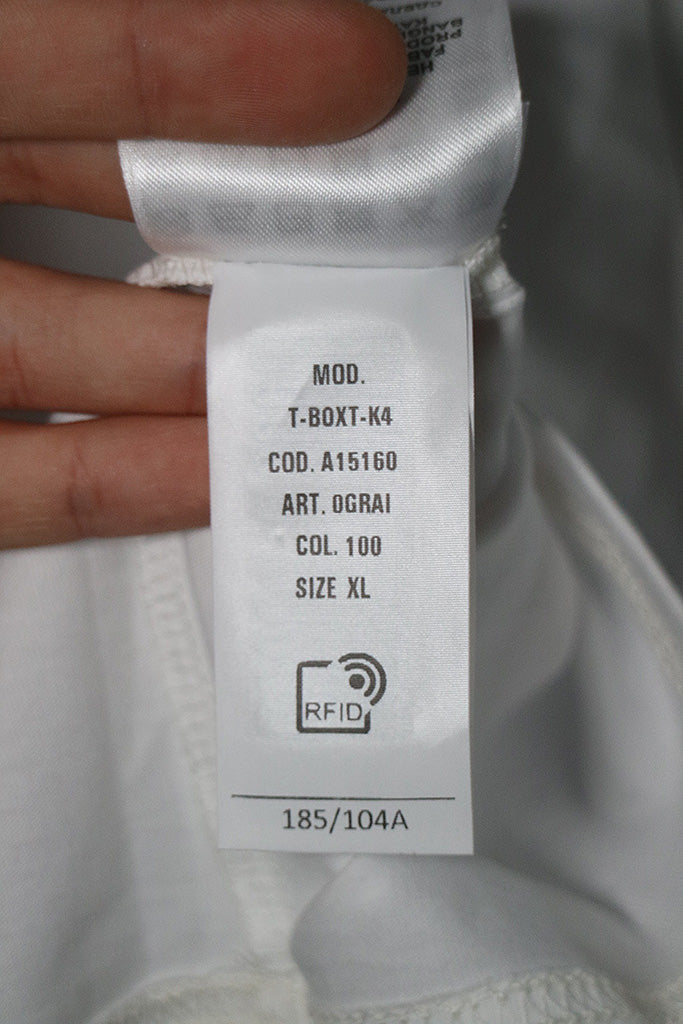 MOD.
T-BOXT-K4
COD. A15160
ART. 0GRAI
COL. 100
SIZE XL
RFID
185/104A